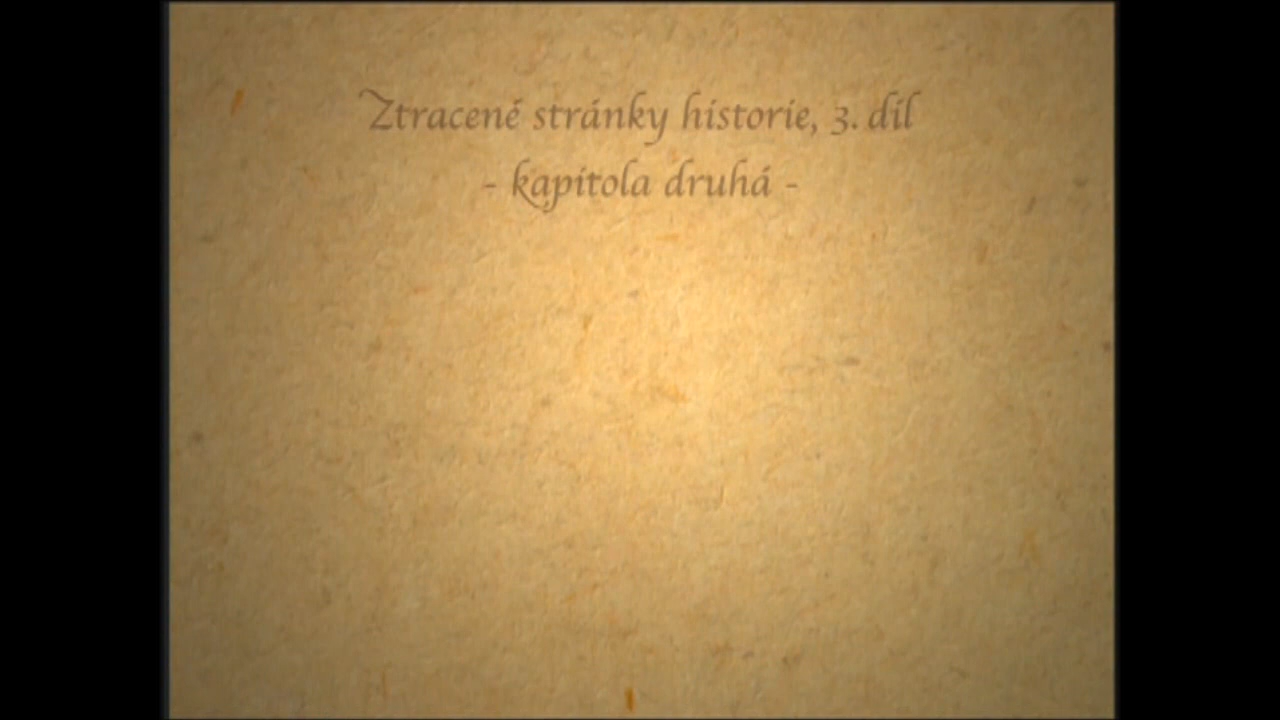 Ztracené stránky historie, 3. díl
- kapitola druhá -